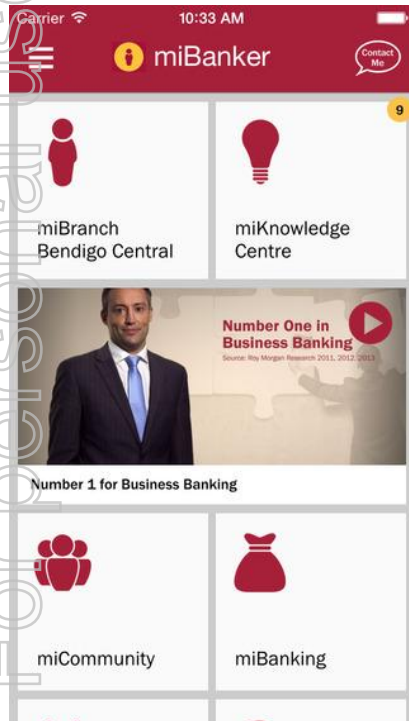 Carrier 10:33 AM
miBanker
Contact
Me
9
miBranch
Bendigo Central
miKnowledge
Centre
Number One in
Business Banking
Source: Roy Morgan Research 2011, 2012, 2013
Number 1 for Business Banking
miCommunity
miBanking
For personal use